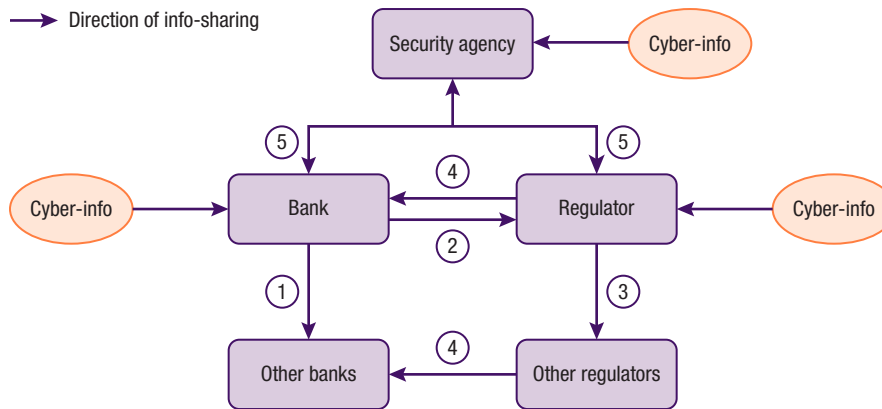 Direction of info-sharing
Security agency
Cyber-info
5
5
4
Cyber-info
Bank
Regulator
Cyber-info
2
1
3
4
Other banks
Other regulators